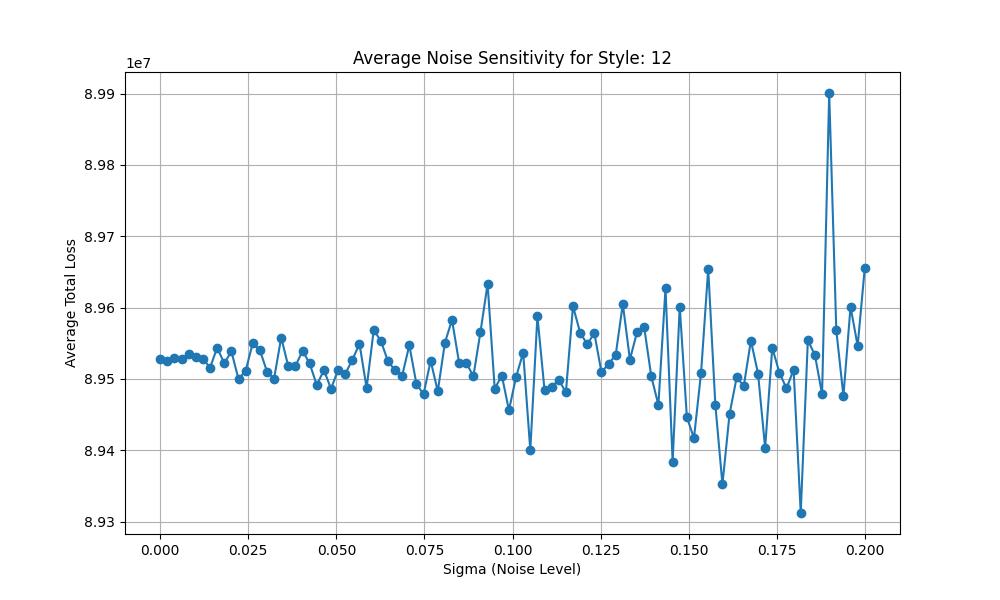 Average Noise Sensitivity for Style: 12
1e7
8.99
8.98
8.97
8.96
8.95
8.94
8.93
Average Total Loss
0.000 0.025 0.050 0.075 0.100 0.125 0.150 0.175 0.200
Sigma (Noise Level)